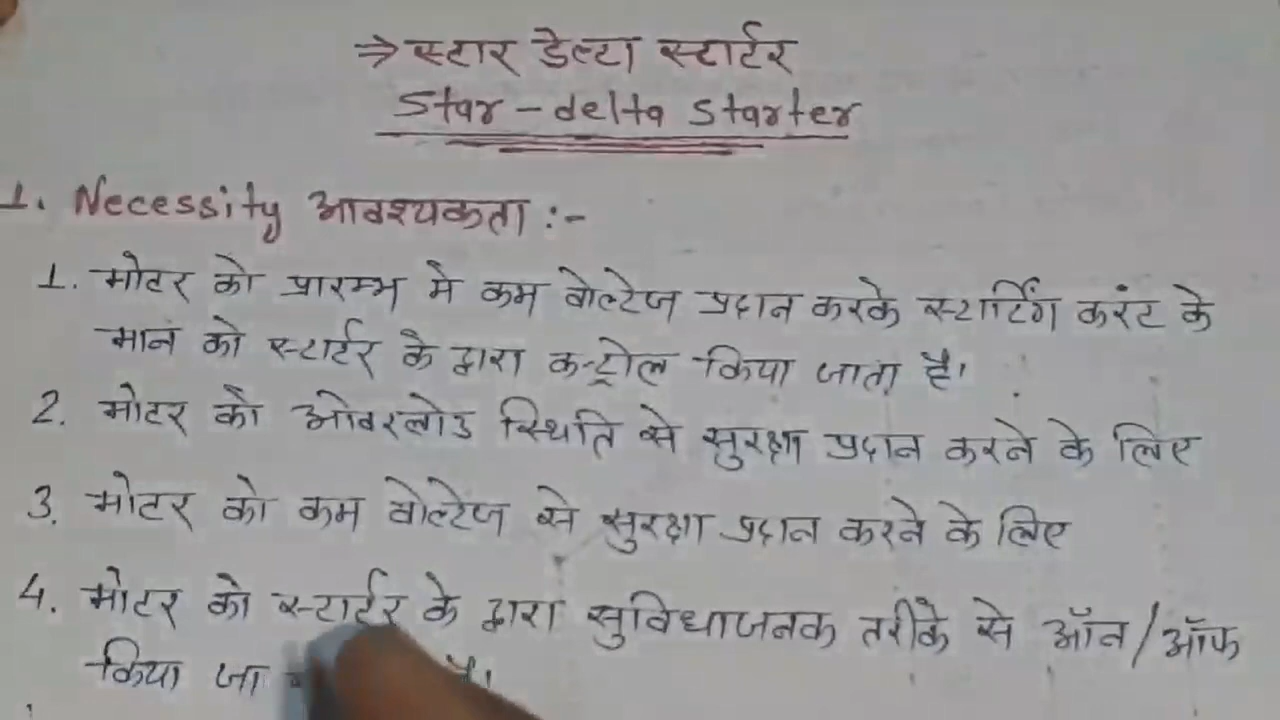 ⇒ स्टार डेल्टा स्टार्टर
Star - delta Starter
1. Necessity आवश्यकता :-
1. मोटर को प्रारम्भ मे कम वोल्टेज प्रदान करके स्टार्टिंग करंट के
मान को स्टार्टर के द्वारा कन्ट्रोल किया जाता है।
2. मोटर को ओवरलोड स्थिति से सुरक्षा प्रदान करने के लिए
3. मोटर को कम वोल्टेज से सुरक्षा प्रदान करने के लिए
4. मोटर को स्टार्टर के द्वारा सुविधाजनक तरीके से ऑन/ऑफ
किया जा है।